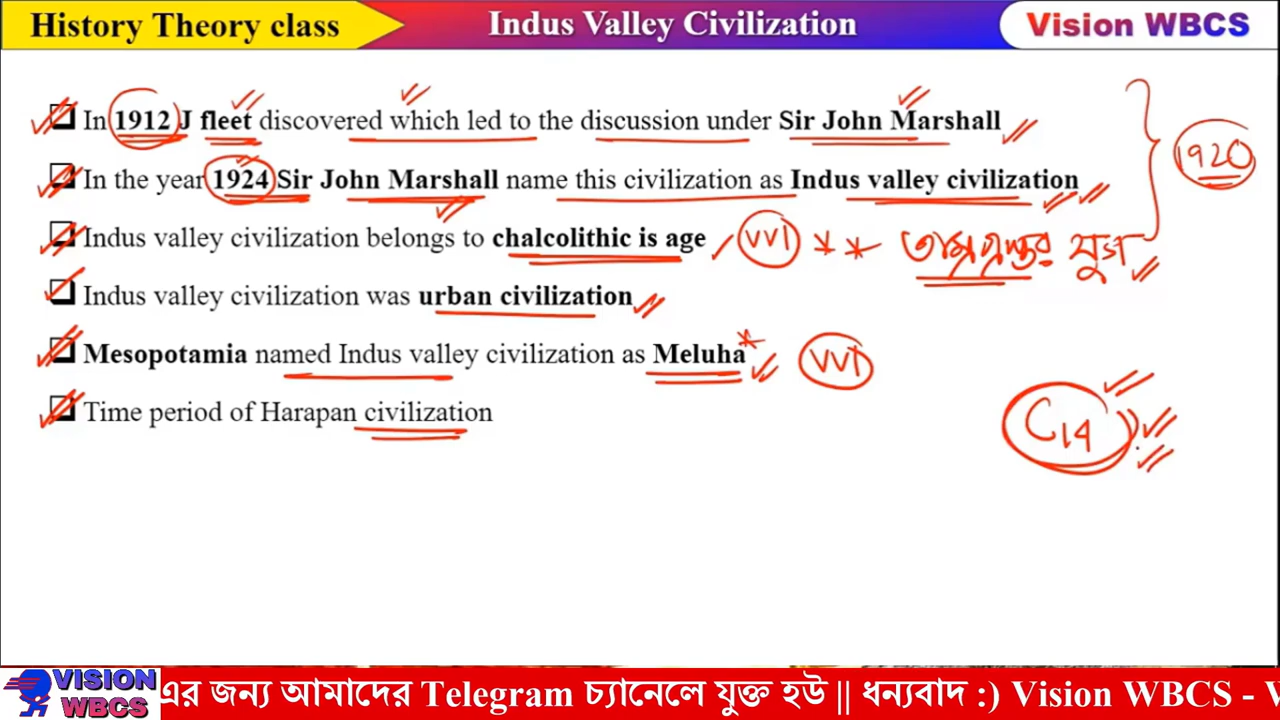 History Theory class
Indus Valley Civilization
Vision WBCS
In 1912 J fleet discovered which led to the discussion under Sir John Marshall
1920
In the year 1924 Sir John Marshall name this civilization as Indus valley civilization
Indus valley civilization belongs to chalcolithic is age VVI তাম্রপ্রস্তর যুগ
Indus valley civilization was urban civilization
Mesopotamia named Indus valley civilization as Meluha VVI
Time period of Harapan civilization
C14
VISION
WBCS
এর জন্য আমাদের Telegram চ্যানেলে যুক্ত হউ || ধন্যবাদ :) Vision WBCS - W